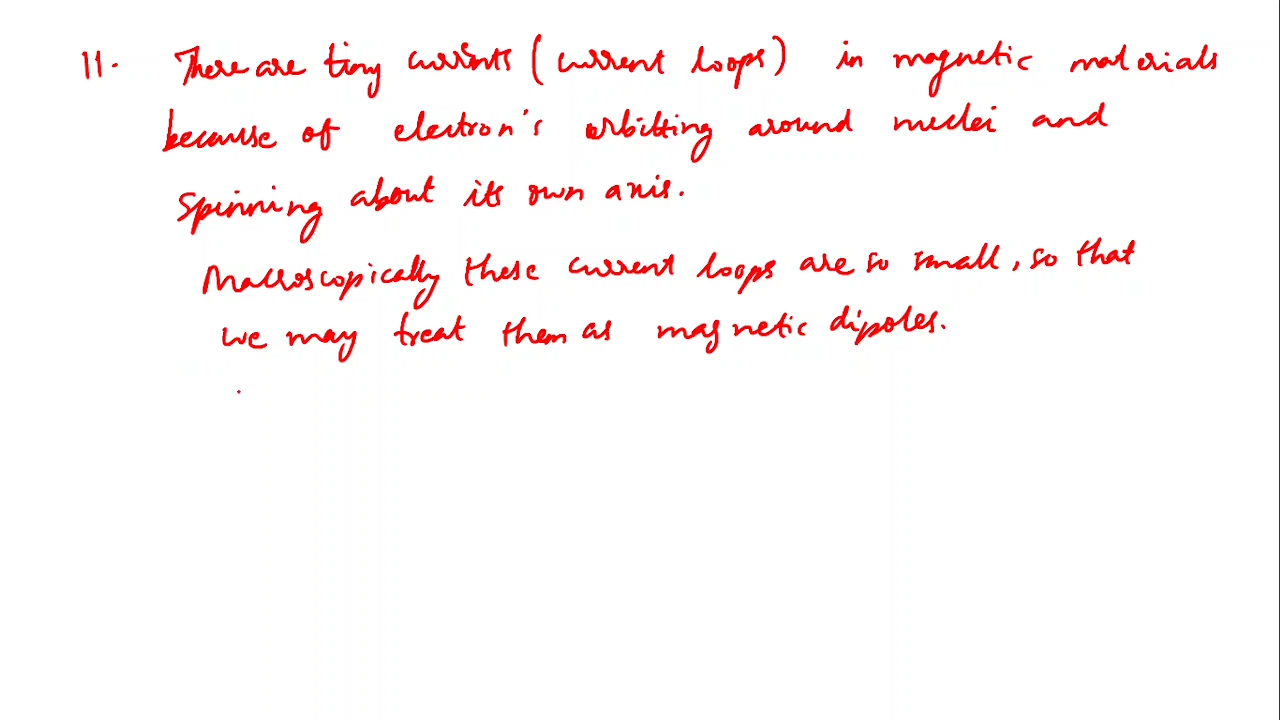 11. There are tiny currents (current loops) in magnetic materials
because of electron's orbitting around nuclei and
Spinning about its own axis.
Macroscopically these current loops are so small, so that
we may treat them as magnetic dipoles.